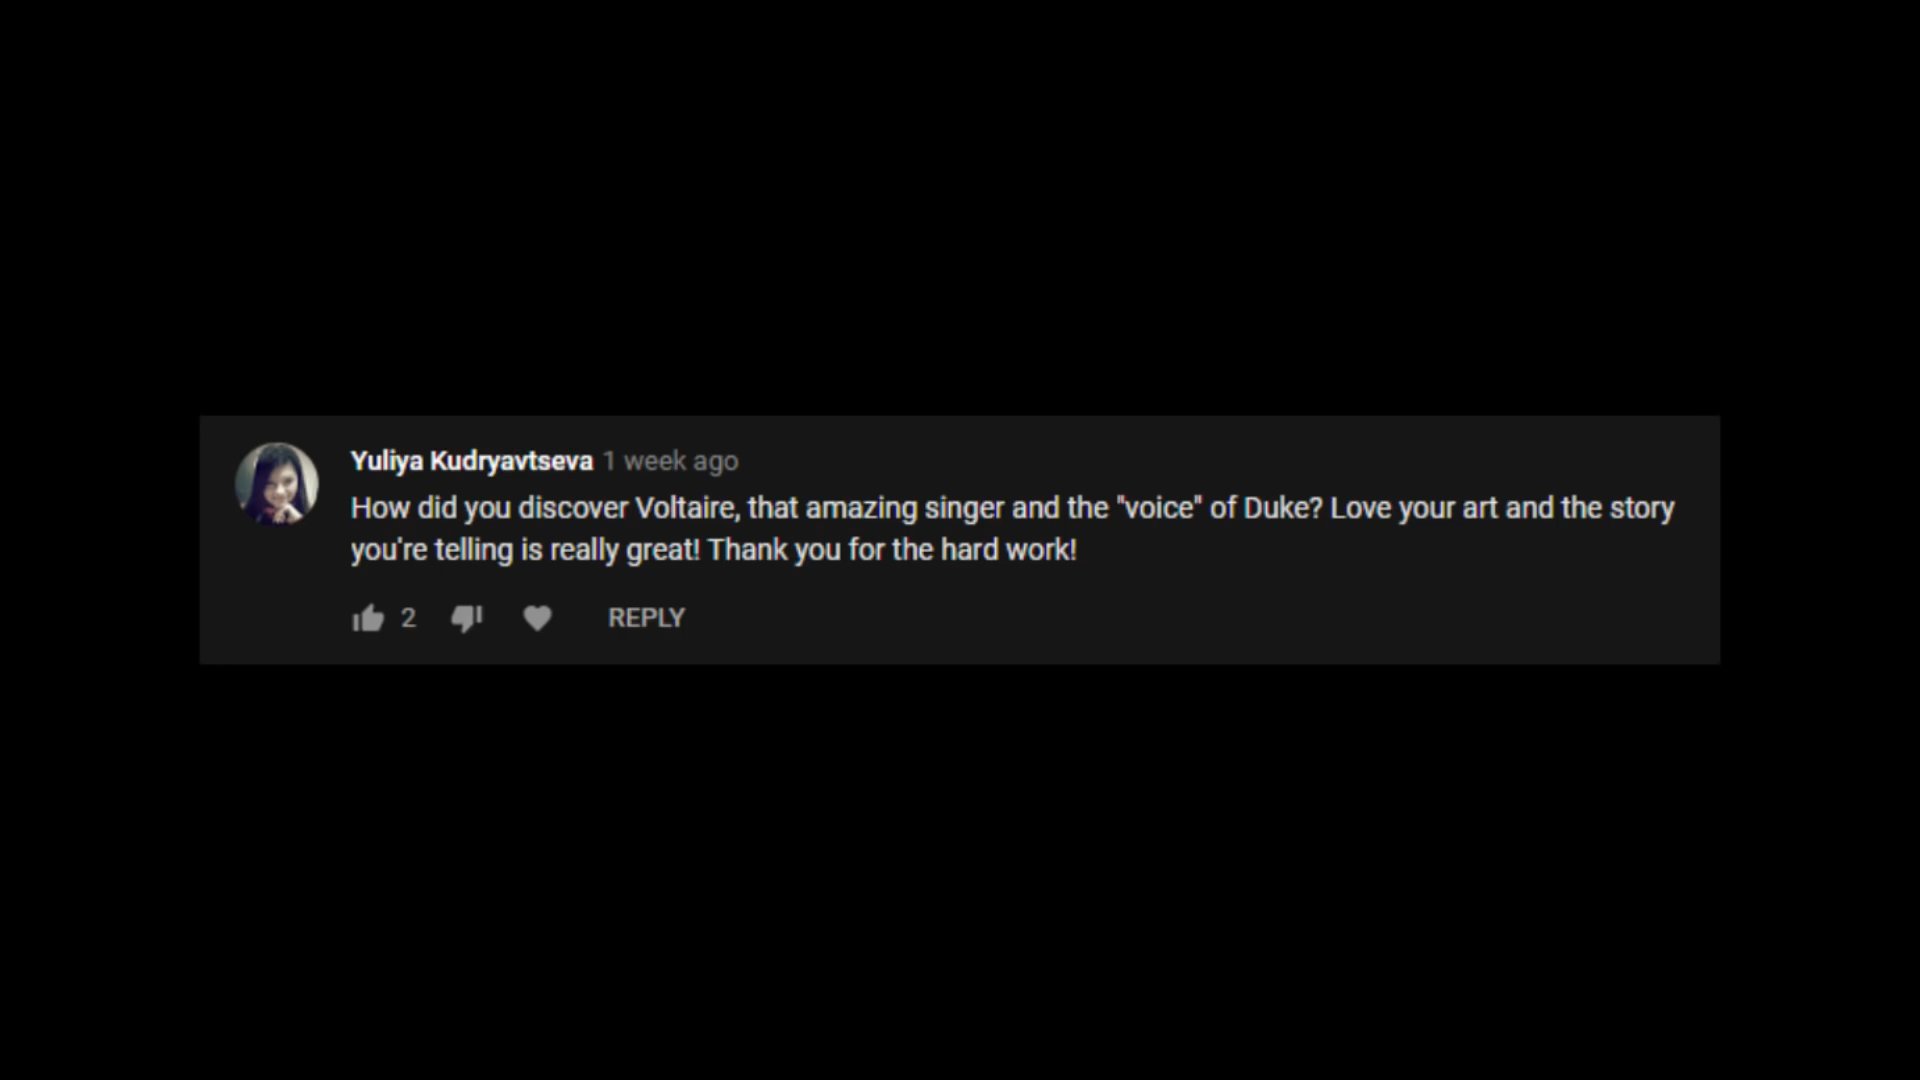 Yuliya Kudryavtseva 1 week ago
How did you discover Voltaire, that amazing singer and the "voice" of Duke? Love your art and the story
you're telling is really great! Thank you for the hard work!
2 REPLY